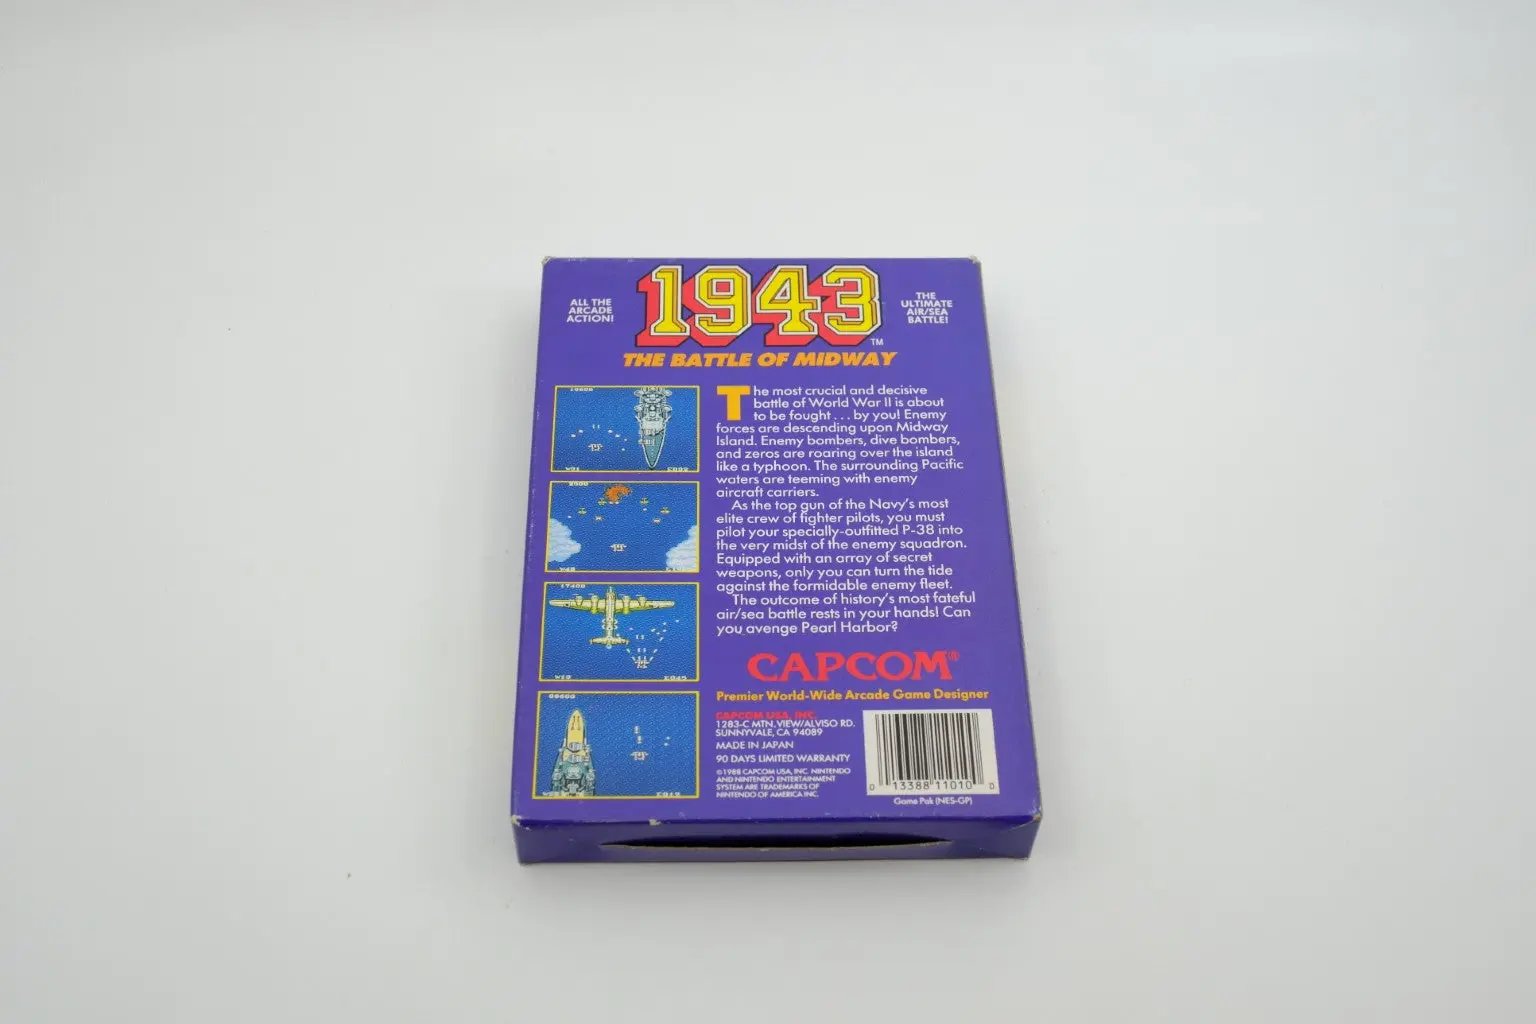 ALL THE
ARCADE
ACTION!
1943
TM
THE ULTIMATE
AIR/SEA
BATTLE!
THE BATTLE OF MIDWAY
The most crucial and decisive
battle of World War II is about
to be fought . . . by you! Enemy
forces are descending upon Midway
Island. Enemy bombers, dive bombers,
and zeros are roaring over the island
like a typhoon. The surrounding Pacific
waters are teeming with enemy
aircraft carriers.
As the top gun of the Navy's most
elite crew of fighter pilots, you must
pilot your specially-outfitted P-38 into
the very midst of the enemy squadron.
Equipped with an array of secret
weapons, only you can turn the tide
against the formidable enemy fleet.
The outcome of history's most fateful
air/sea battle rests in your hands! Can
you avenge Pearl Harbor?
CAPCOM®
Premier World-Wide Arcade Game Designer
CAPCOM USA, INC.
1283-C MTN. VIEW/ALVISO RD.
SUNNYVALE, CA 94089
MADE IN JAPAN
90 DAYS LIMITED WARRANTY
©1988 CAPCOM USA, INC. NINTENDO
AND NINTENDO ENTERTAINMENT
SYSTEM ARE TRADEMARKS OF
NINTENDO OF AMERICA INC.
0 13388 11010 0
Game Pak (NES-GP)